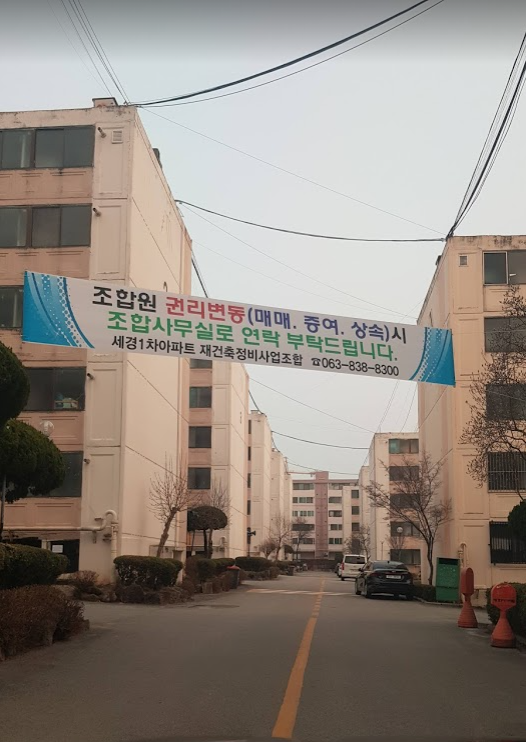 조합원 권리변동(매매. 증여. 상속)시
조합사무실로 연락 부탁드립니다.
세경1차아파트 재건축정비사업조합 ☎063-838-8300